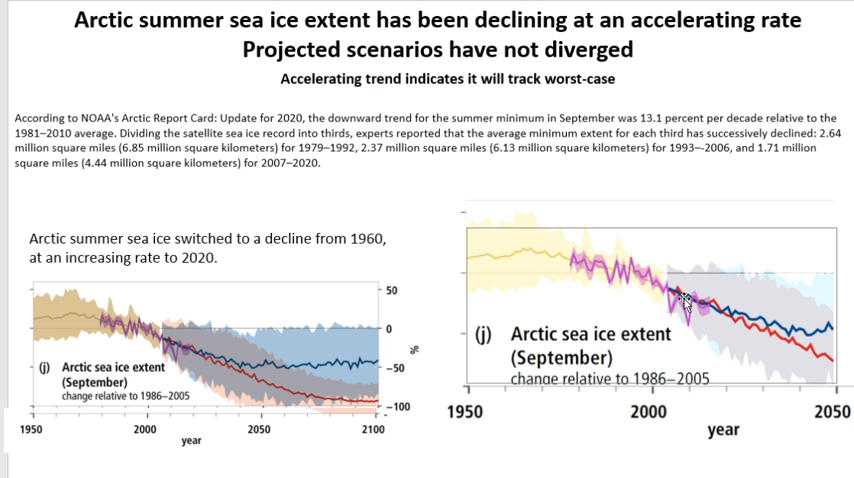 Arctic summer sea ice extent has been declining at an accelerating rate
Projected scenarios have not diverged
Accelerating trend indicates it will track worst-case
According to NOAA's Arctic Report Card: Update for 2020, the downward trend for the summer minimum in September was 13.1 percent per decade relative to the
1981–2010 average. Dividing the satellite sea ice record into thirds, experts reported that the average minimum extent for each third has successively declined: 2.64
million square miles (6.85 million square kilometers) for 1979–1992, 2.37 million square miles (6.13 million square kilometers) for 1993–-2006, and 1.71 million
square miles (4.44 million square kilometers) for 2007–2020.
Arctic summer sea ice switched to a decline from 1960,
at an increasing rate to 2020.
50
0
−50
−100
%
(j) Arctic sea ice extent
(September)
change relative to 1986–2005
1950 2000 2050 2100
year
(j) Arctic sea ice extent
(September)
change relative to 1986–2005
1950 2000 2050
year